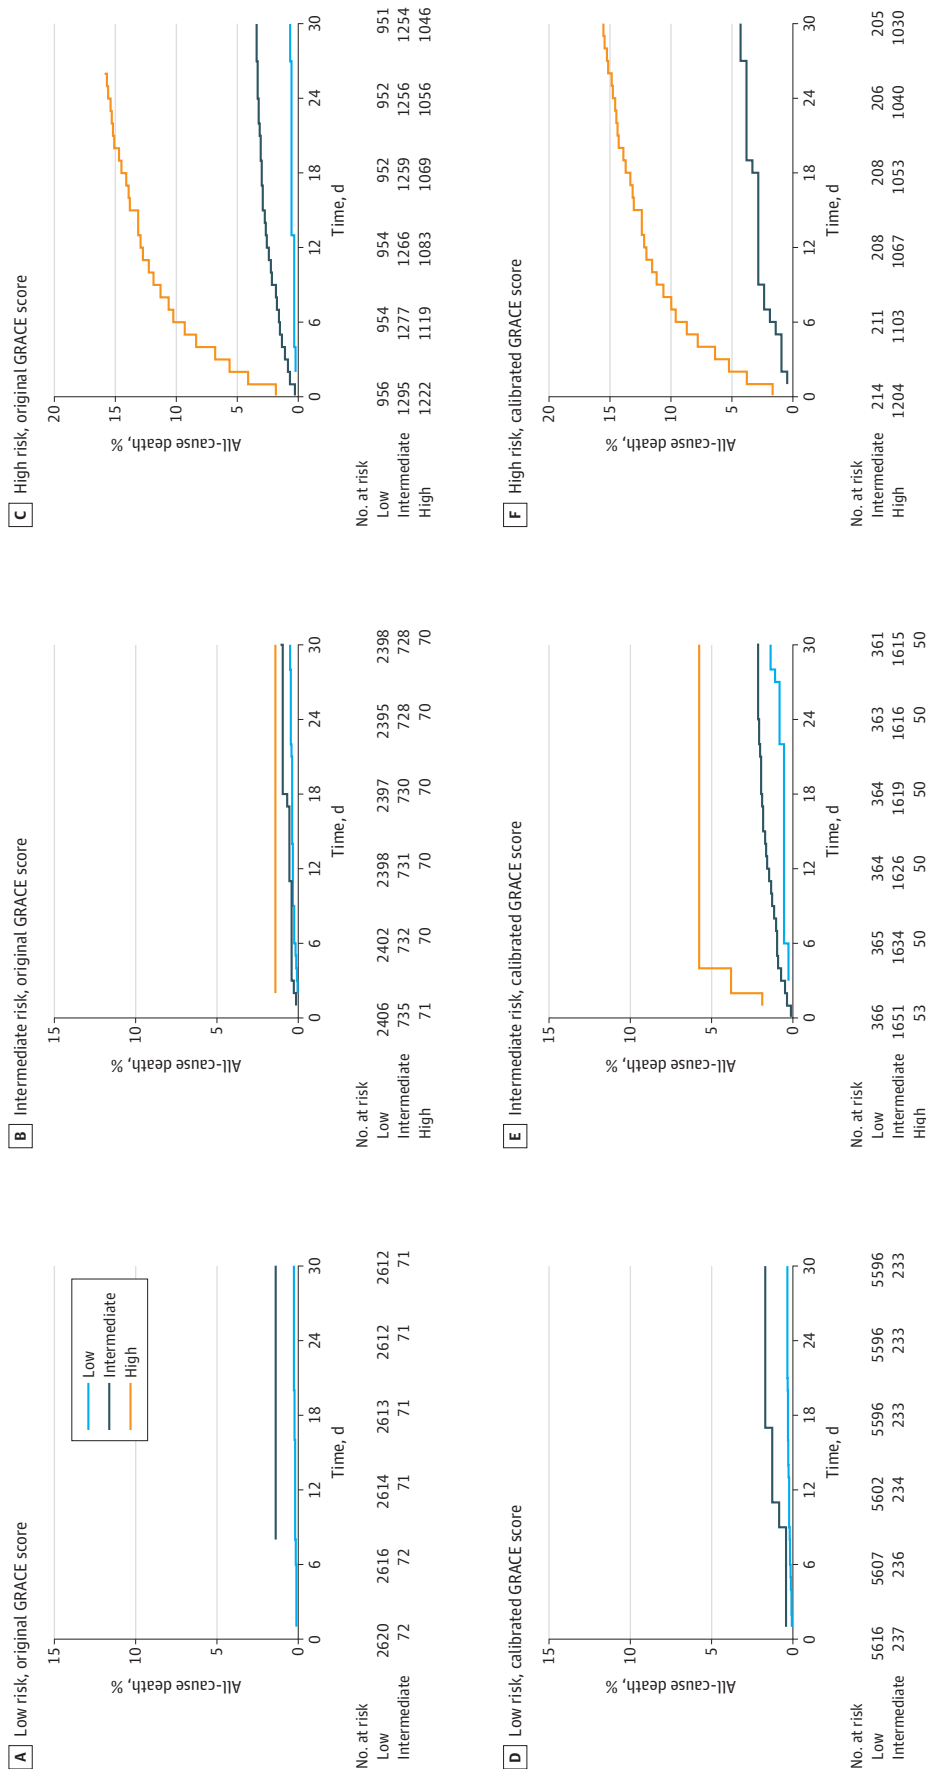 A Low risk, original GRACE score
15
10
5
0
All-cause death, %
0 6 12 18 24 30
Time, d
Low
Intermediate
High
No. at risk
Low 2620 2616 2614 2613 2612 2612
Intermediate 72 72 71 71 71 71
B Intermediate risk, original GRACE score
15
10
5
0
All-cause death, %
0 6 12 18 24 30
Time, d
No. at risk
Low 2406 2402 2398 2397 2395 2398
Intermediate 735 732 731 730 728 728
High 71 70 70 70 70 70
C High risk, original GRACE score
20
15
10
5
0
All-cause death, %
0 6 12 18 24 30
Time, d
No. at risk
Low 956 954 954 952 952 951
Intermediate 1295 1277 1266 1259 1256 1254
High 1222 1119 1083 1069 1056 1046
D Low risk, calibrated GRACE score
15
10
5
0
All-cause death, %
0 6 12 18 24 30
Time, d
No. at risk
Low 5616 5607 5602 5596 5596 5596
Intermediate 237 236 234 233 233 233
E Intermediate risk, calibrated GRACE score
15
10
5
0
All-cause death, %
0 6 12 18 24 30
Time, d
No. at risk
Low 366 365 364 364 363 361
Intermediate 1651 1634 1626 1619 1616 1615
High 53 50 50 50 50 50
F High risk, calibrated GRACE score
20
15
10
5
0
All-cause death, %
0 6 12 18 24 30
Time, d
No. at risk
Intermediate 214 211 208 208 206 205
High 1204 1103 1067 1053 1040 1030